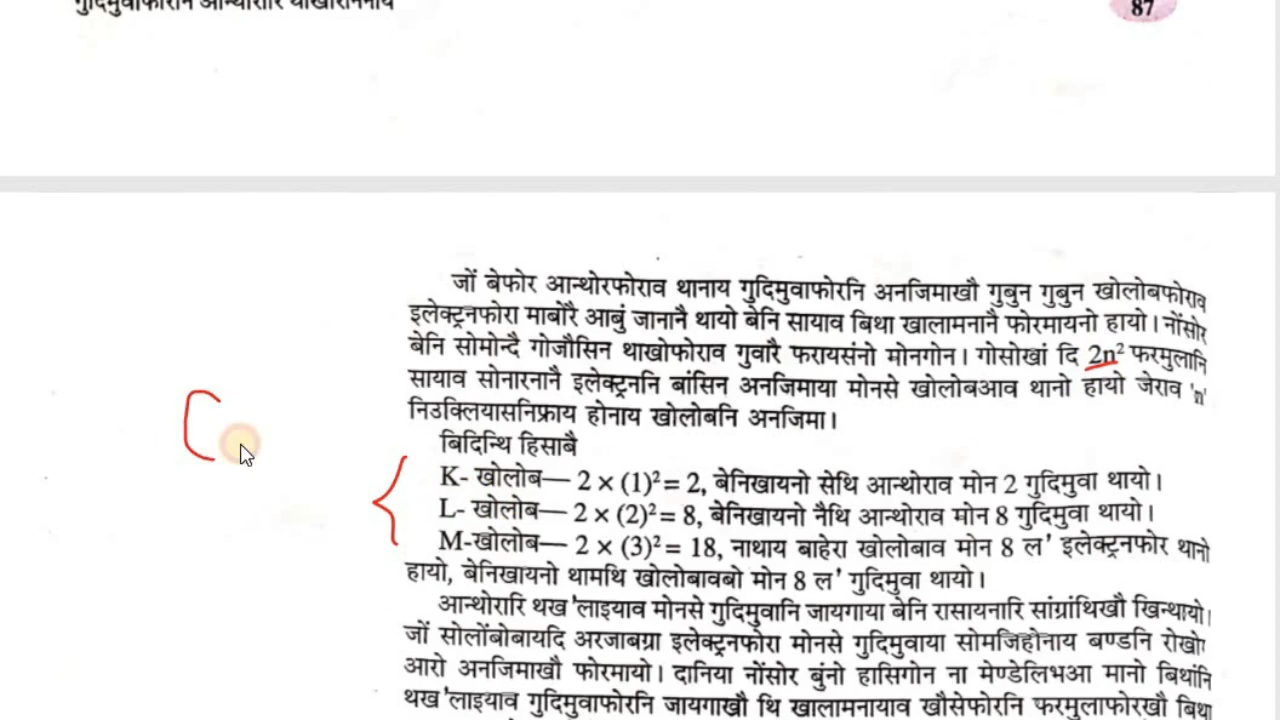 गुदिमुवाफोरनि आन्थोरारि थाखोरान्नाय
87
जों बेफोर आन्थोरफोराव थानाय गुदिमुवाफोरनि अनजिमाखौ गुबुन गुबुन खोलोबफोराव
इलेक्ट्रनफोरा माबोरै आबुं जानानै थायो बेनि सायाव बिथा खालामनानै फोरमायनो हायो। नोंसोर
बेनि सोमोन्दै गोजौसिन थाखोफोराव गुवारै फरायसंनो मोनगोन। गोसोखां दि 2n² फरमुलानि
सायाव सोनारनानै इलेक्ट्रननि बांसिन अनजिमाया मोनसे खोलोबआव थानो हायो जेराव 'n'
निउक्लियासनिफ्राय होनाय खोलोबनि अनजिमा।
बिदिन्थि हिसाबै
K- खोलोब— 2 × (1)² = 2, बेनिखायनो सेथि आन्थोराव मोन 2 गुदिमुवा थायो।
L- खोलोब— 2 × (2)² = 8, बेनिखायनो नैथि आन्थोराव मोन 8 गुदिमुवा थायो।
M-खोलोब— 2 × (3)² = 18, नाथाय बाहेरा खोलोबाव मोन 8 ल' इलेक्ट्रनफोर थानो
हायो, बेनिखायनो थामथि खोलोबावबो मोन 8 ल' गुदिमुवा थायो।
आन्थोरारि थख'लाइयाव मोनसे गुदिमुवानि जायगाया बेनि रासायनारि सांग्रांथिखौ खिन्थायो।
जों सोलोंबोबायदि अरजाबग्रा इलेक्ट्रनफोरा मोनसे गुदिमुवाया सोमजिहोनाय बण्डनि रोखो
आरो अनजिमाखौ फोरमायो। दानिया नोंसोर बुंनो हासिगोन ना मेण्डेलिभआ मानो बिथांनि
थख'लाइयाव गुदिमुवाफोरनि जायगाखौ थि खालामनायाव खौसेफोरनि फरमुलाफोरखौ बिथा